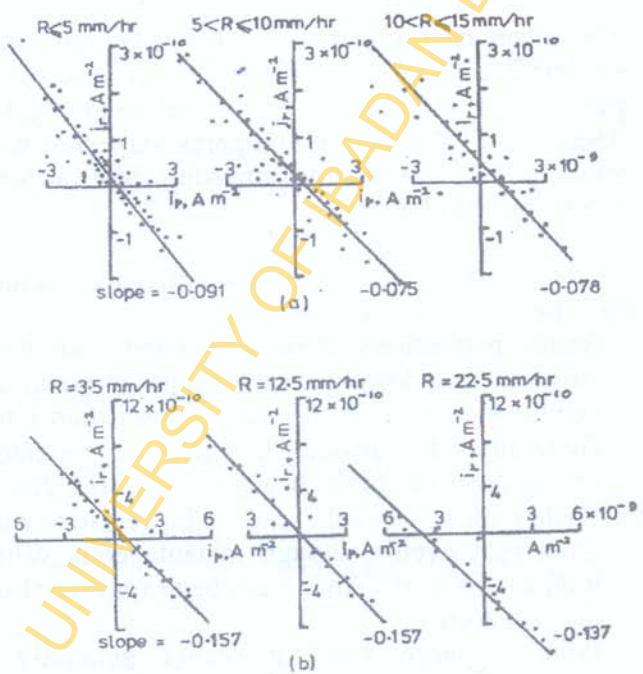 R⩽5 mm/hr
5<R⩽10mm/hr
10<R⩽15mm/hr
3×10⁻¹⁰
3×10⁻¹⁰
3×10⁻¹⁰
iᵣ, A m⁻²
iᵣ, A m⁻²
iᵣ, A m⁻²
1
1
1
-3
3
-3
3
-3
3×10⁻⁹
iₚ, A m⁻²
iₚ, A m⁻²
iₚ, A m⁻²
-1
-1
-1
slope = -0·091
-0·075
-0·078
(a)
R = 3·5 mm/hr
R = 12·5 mm/hr
R = 22·5 mm/hr
12×10⁻¹⁰
12×10⁻¹⁰
12×10⁻¹⁰
iᵣ, A m⁻²
iᵣ, A m⁻²
iᵣ, A m⁻²
4
4
4
6
-3
3
6
3
3
6
3
3
6×10⁻⁹
iₚ, A m⁻²
iₚ, A m⁻²
A m⁻²
-4
-4
-4
slope = -0·157
-0·157
-0·137
(b)
UNIVERSITY OF IBADAN